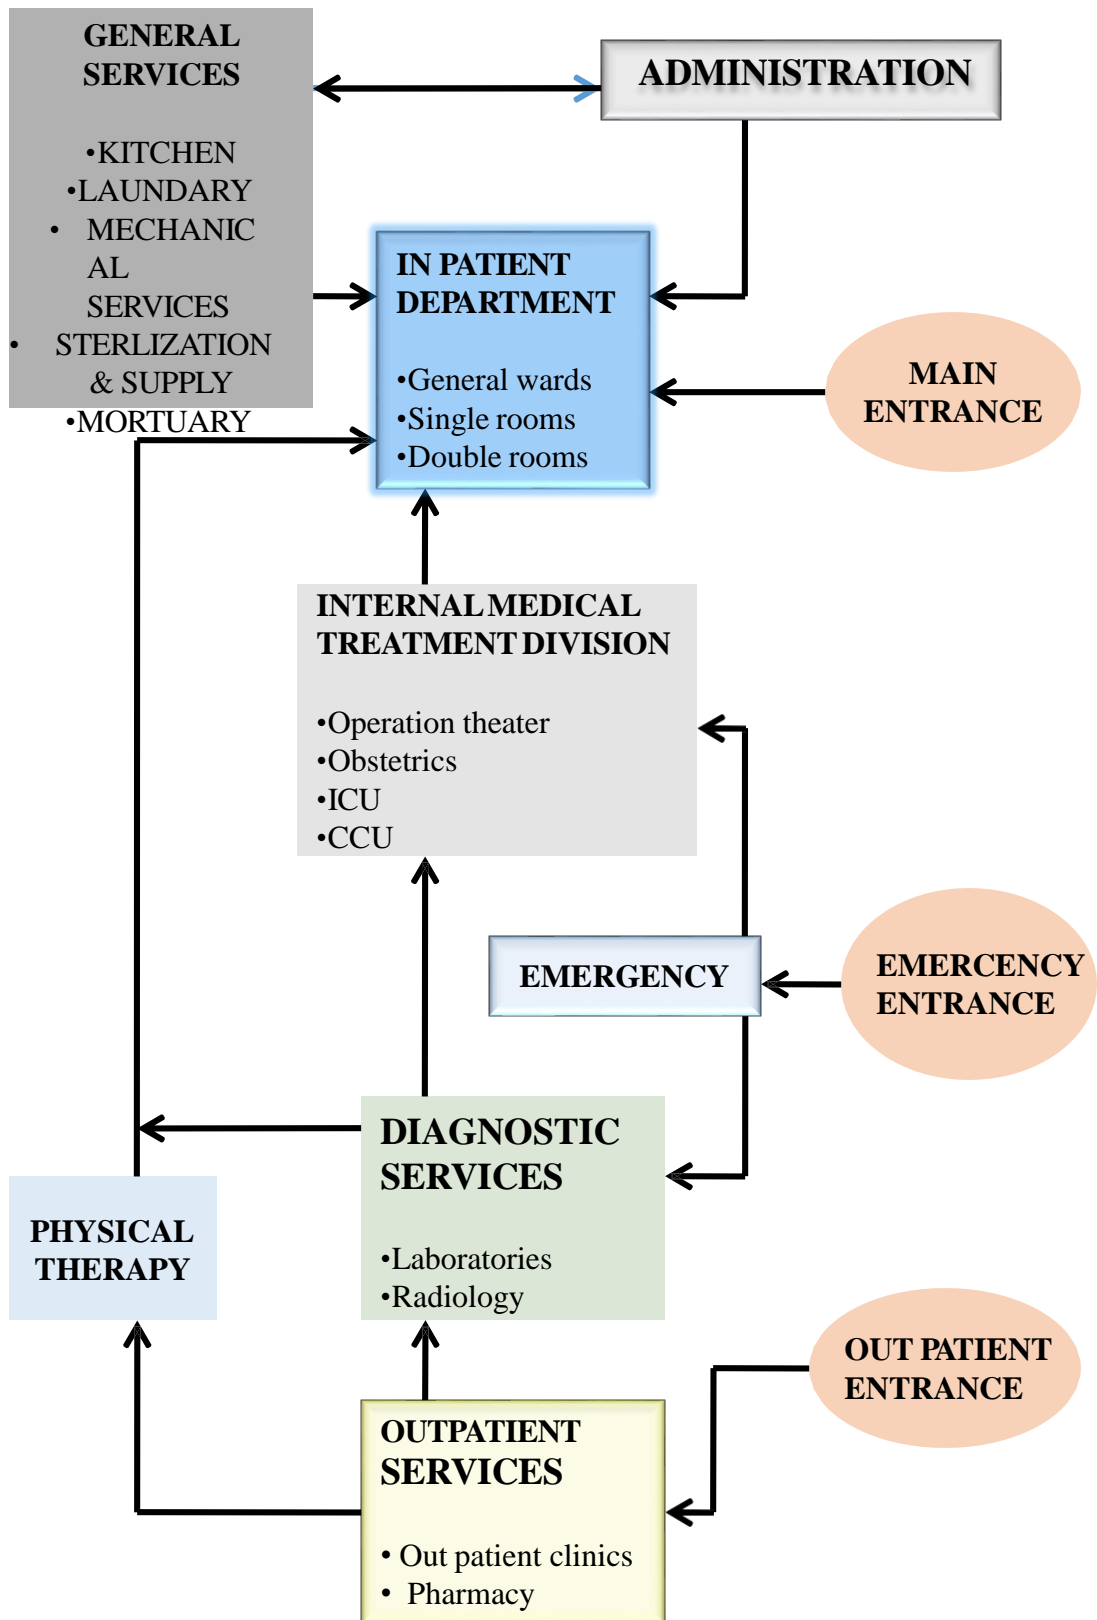 GENERAL
SERVICES
•KITCHEN
•LAUNDARY
• MECHANIC
AL
SERVICES
• STERLIZATION
& SUPPLY
•MORTUARY
ADMINISTRATION
IN PATIENT
DEPARTMENT
•General wards
•Single rooms
•Double rooms
MAIN
ENTRANCE
INTERNAL MEDICAL
TREATMENT DIVISION
•Operation theater
•Obstetrics
•ICU
•CCU
EMERGENCY
EMERCENCY
ENTRANCE
DIAGNOSTIC
SERVICES
•Laboratories
•Radiology
PHYSICAL
THERAPY
OUT PATIENT
ENTRANCE
OUTPATIENT
SERVICES
• Out patient clinics
• Pharmacy